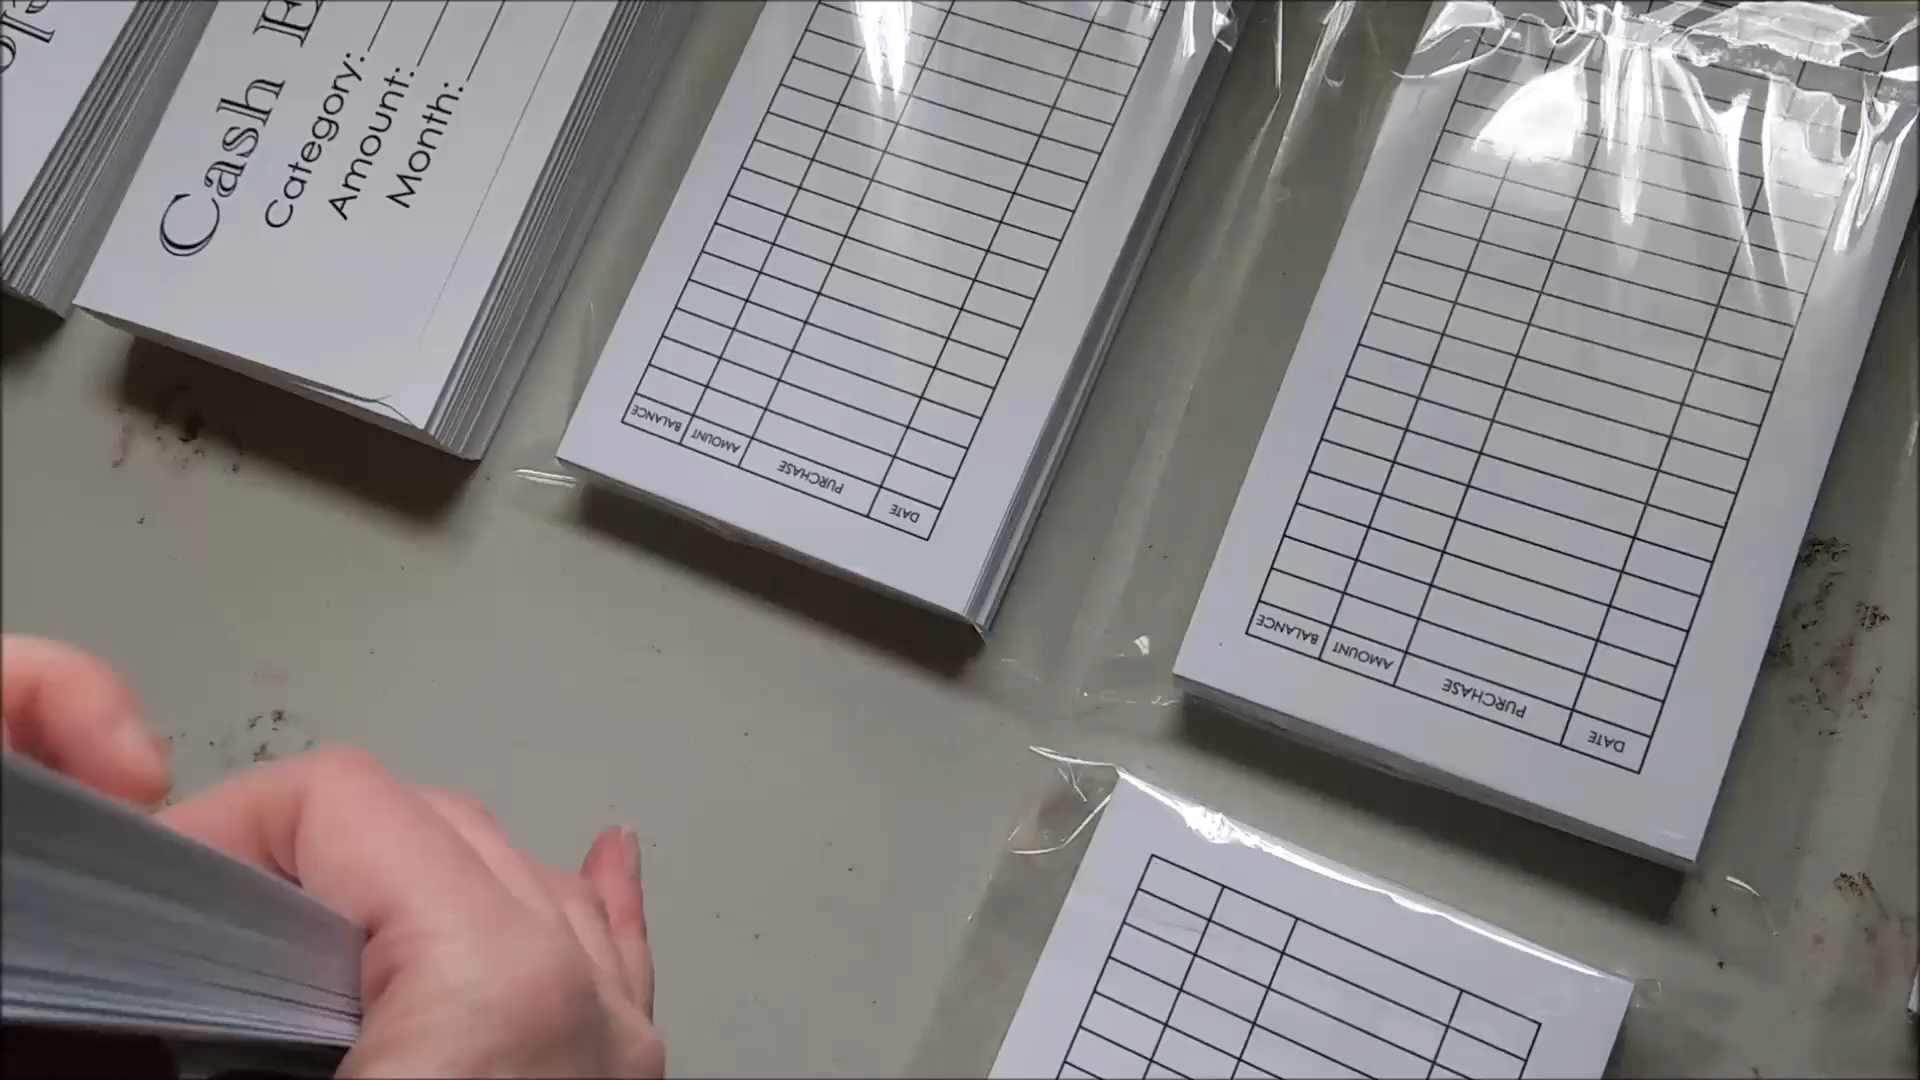 Cash E
Category:
Amount:
Month:
DATE PURCHASE AMOUNT BALANCE
DATE PURCHASE AMOUNT BALANCE